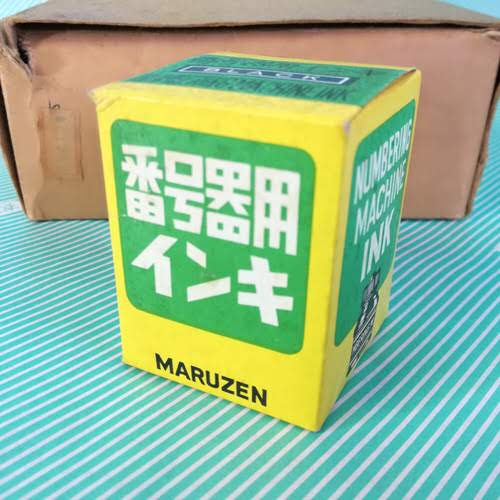 BLACK
番号器用
インキ
MARUZEN
NUMBERING
MACHINE
INK